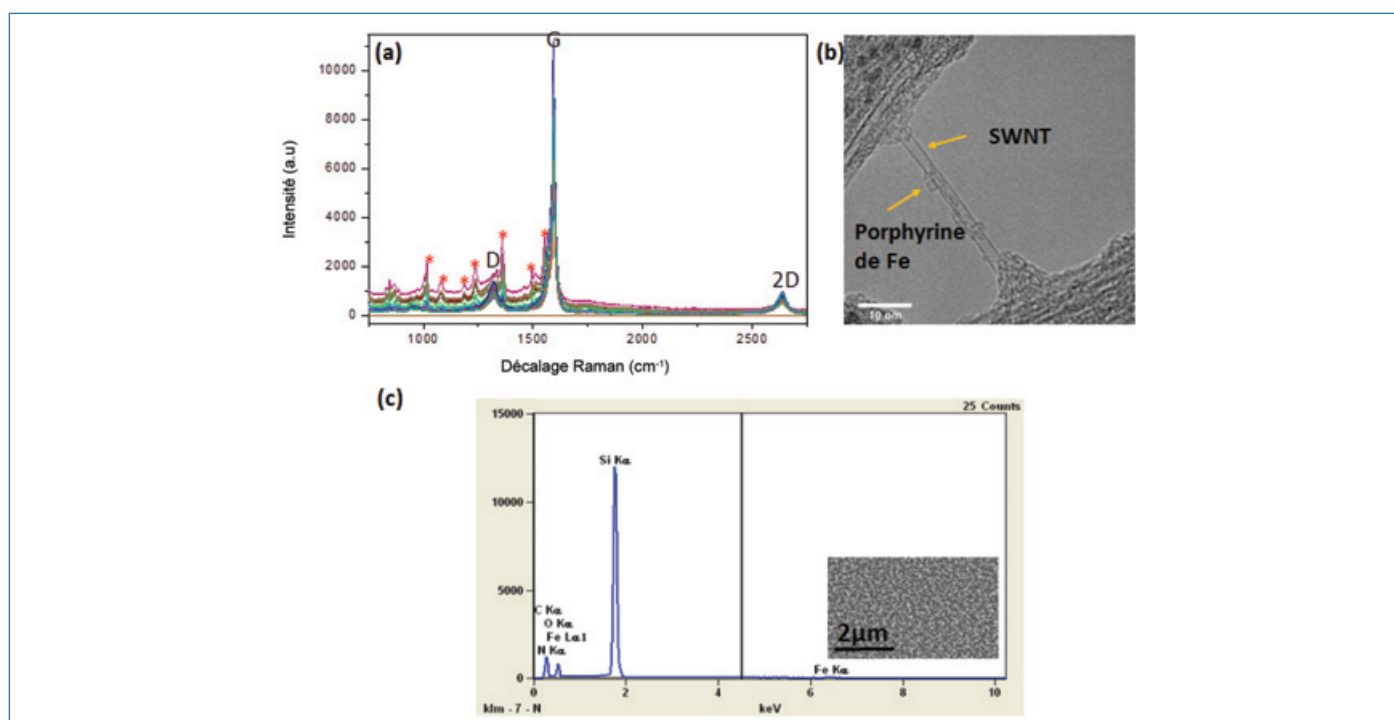 (a)
G
10000
8000
6000
4000
2000
0
Intensité (a.u)
* * * * * * *
D
2D
1000 1500 2000 2500
Décalage Raman (cm⁻¹)
(b)
SWNT
Porphyrine
de Fe
10 nm
(c)
25 Counts
15000
10000
5000
0
Si Kα
C Kα
O Kα
Fe Lα1
N Kα
2µm
Fe Kα
0 2 4 6 8 10
klm - 7 - N
keV